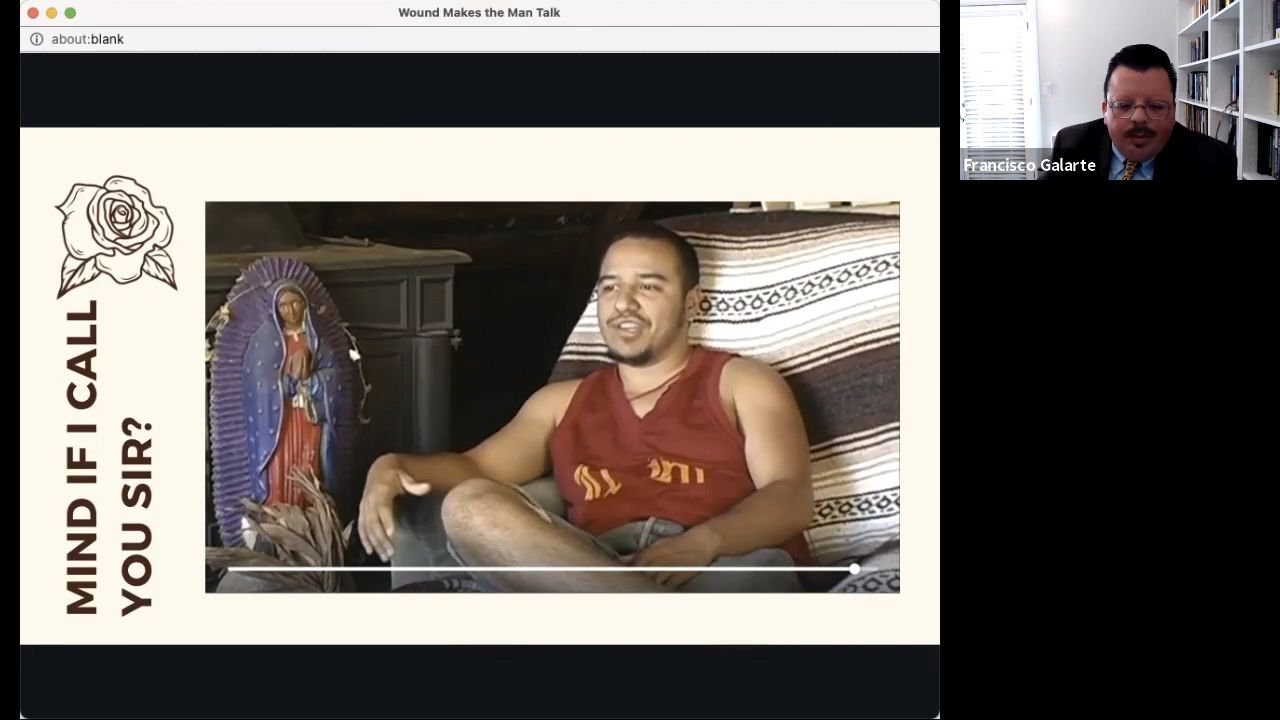 Wound Makes the Man Talk
about:blank
Francisco Galarte
MIND IF I CALL
YOU SIR?